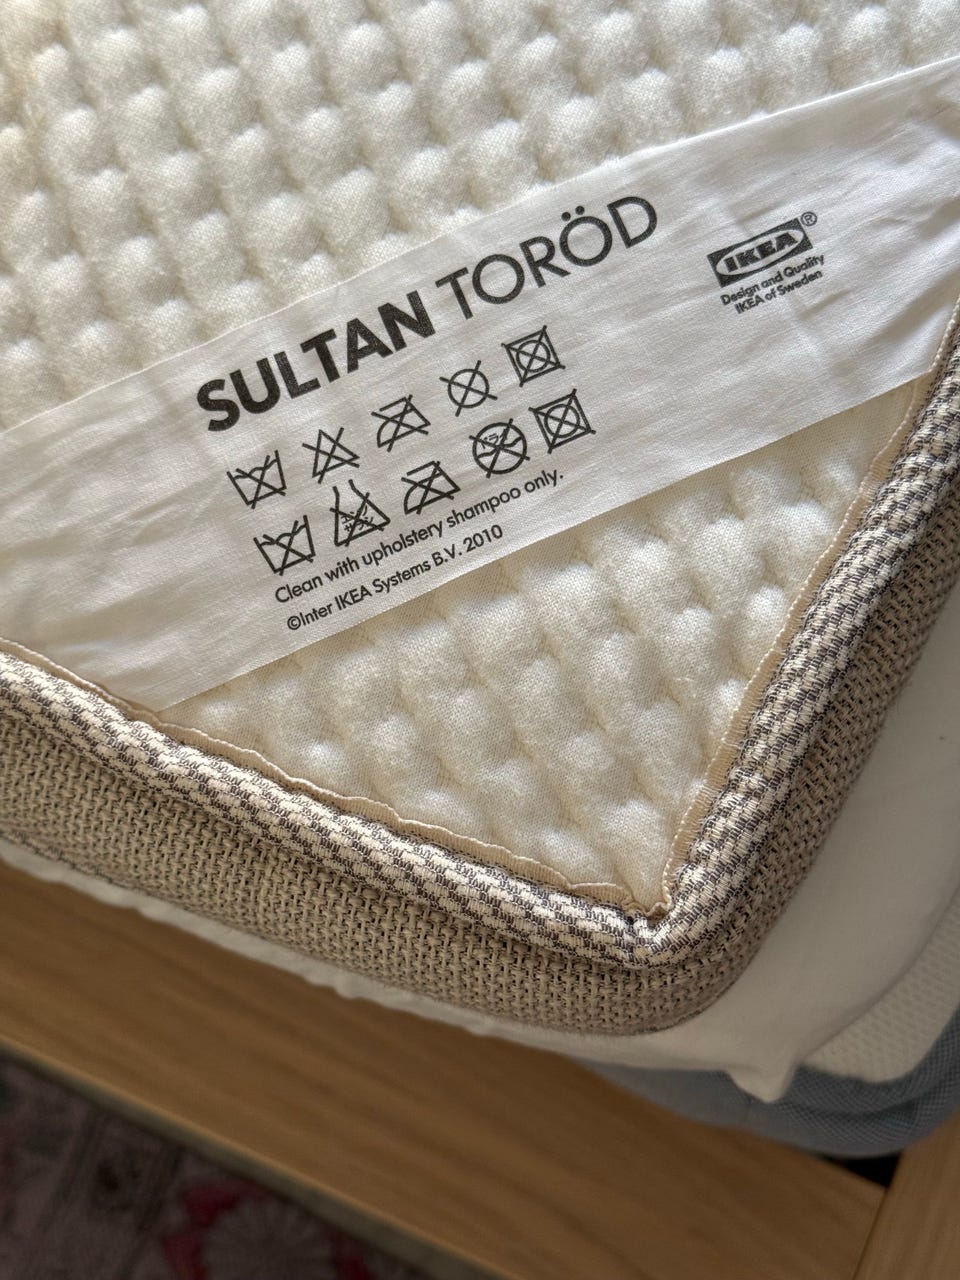 SULTAN TORÖD
IKEA®
Design and Quality
IKEA of Sweden
Clean with upholstery shampoo only.
©Inter IKEA Systems B.V. 2010